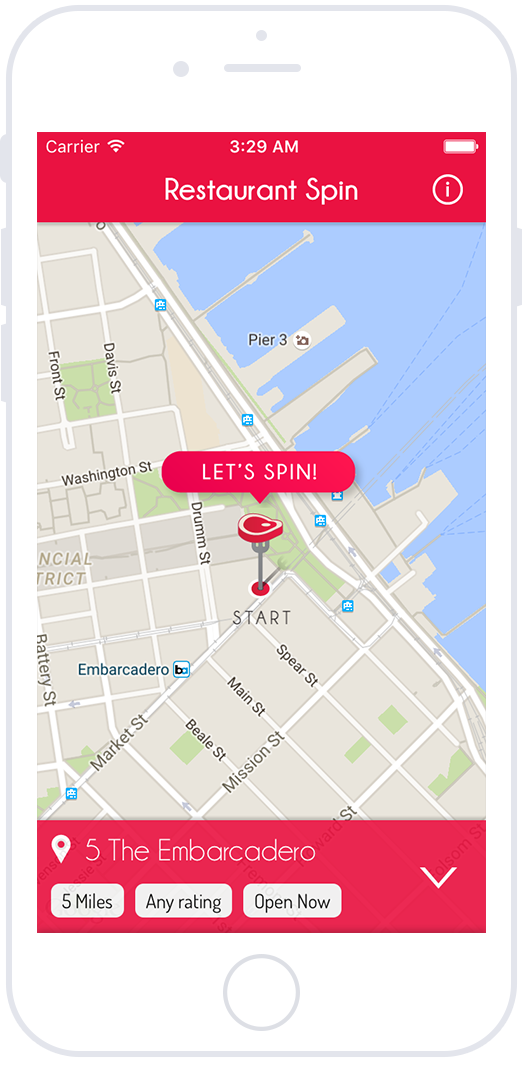 Carrier
3:29 AM
Restaurant Spin
Pier 3
Front St
Davis St
Washington St
LET'S SPIN!
Drumm St
NCIAL
TRICT
START
Battery St
Embarcadero
Spear St
Main St
Market St
Beale St
Mission St
5 The Embarcadero
5 Miles
Any rating
Open Now